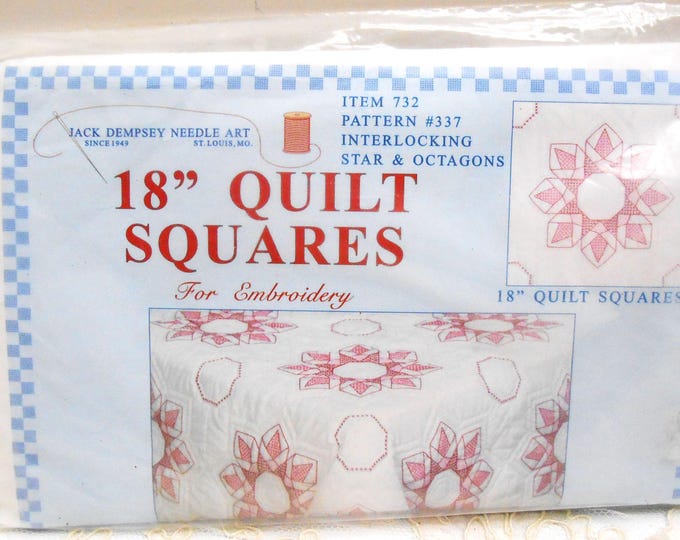 JACK DEMPSEY NEEDLE ART
SINCE 1949 ST. LOUIS, MO.
ITEM 732
PATTERN #337
INTERLOCKING
STAR & OCTAGONS
18” QUILT
SQUARES
For Embroidery
18” QUILT SQUARES